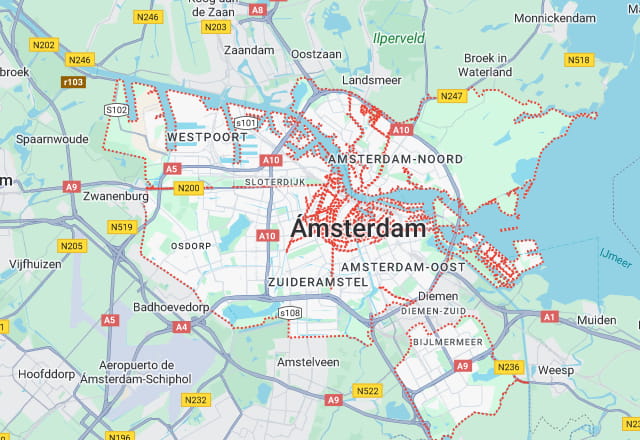 Koog aan
de Zaan
N246
A8
N203
Zaandam
Oostzaan
Ilperveld
Monnickendam
N202
N246
Broek in
Waterland
N518
Landsmeer
r103
N247
S102
s101
A10
WESTPOORT
Spaarnwoude
A10
AMSTERDAM-NOORD
A5
SLOTERDIJK
A9
N200
Zwanenburg
N519
Ámsterdam
A10
OSDORP
N205
IJmeer
Vijfhuizen
AMSTERDAM-OOST
ZUIDERAMSTEL
Diemen
Badhoevedorp
s108
DIEMEN-ZUID
A1
Muiden
A5
A4
BIJLMERMEER
Aeropuerto de
Ámsterdam-Schiphol
Amstelveen
N236
Weesp
Hoofddorp
N522
N232
A9
N196